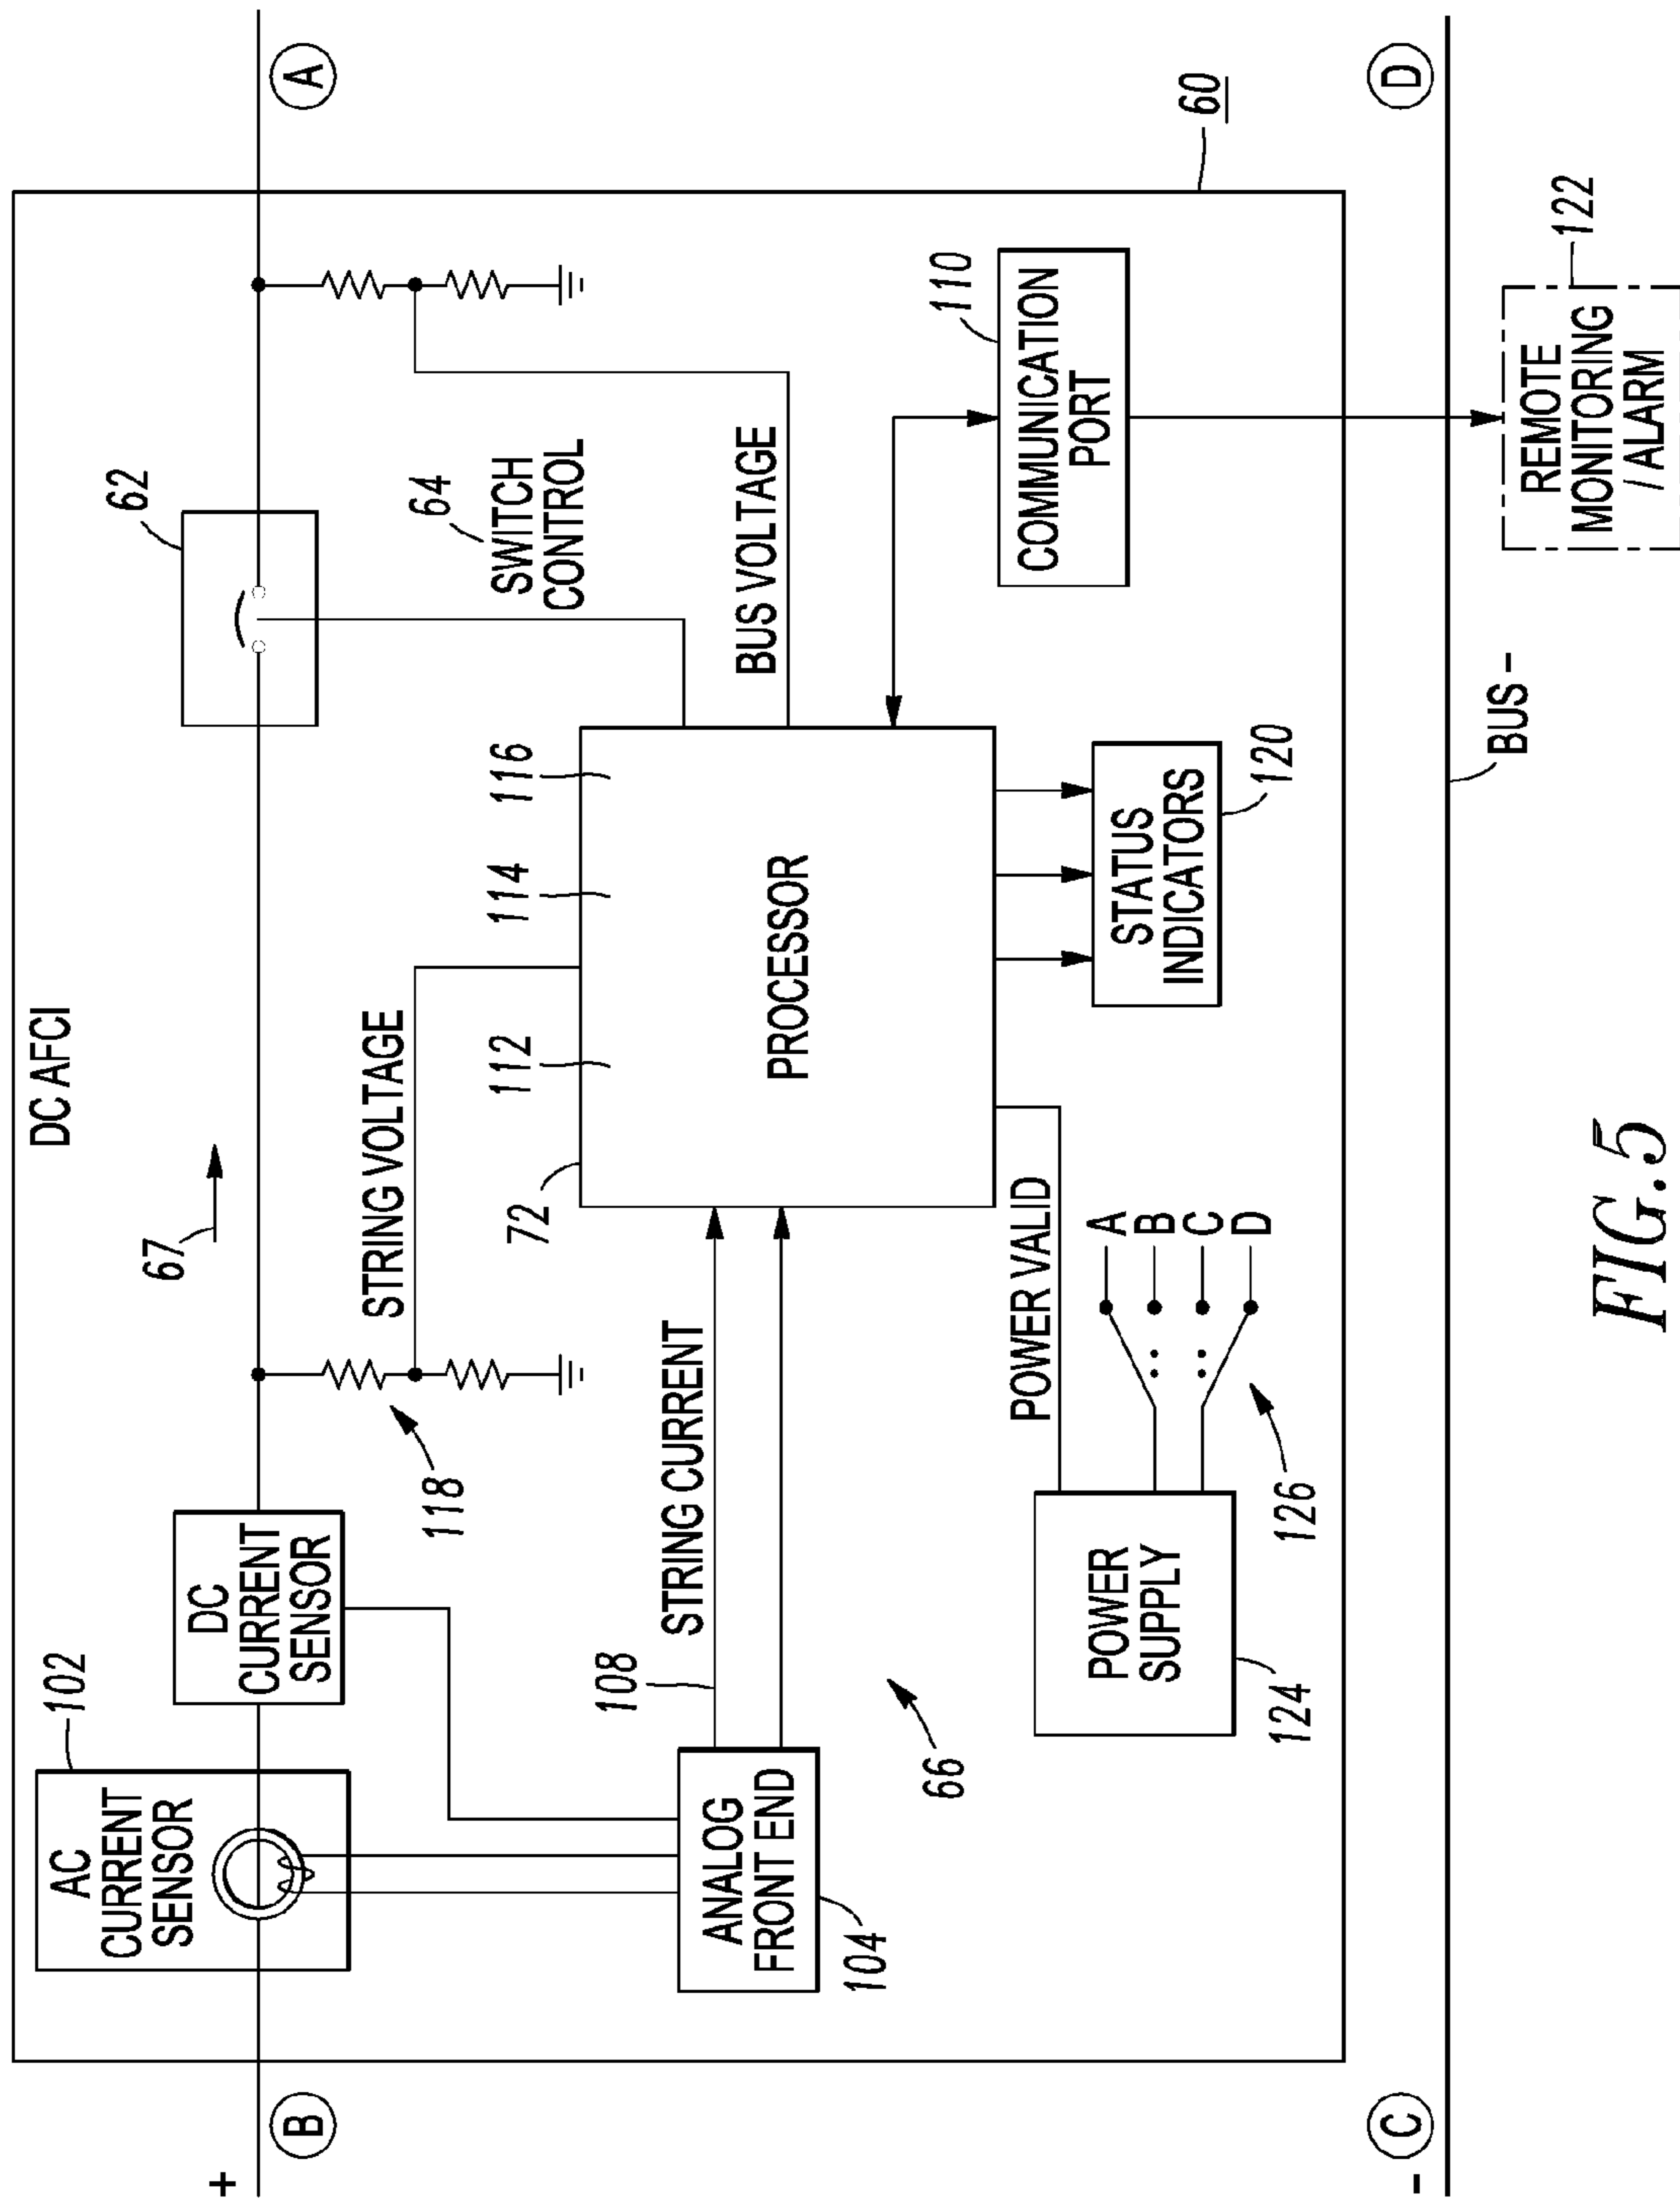 DC AFCI
+
B
A
AC
CURRENT
SENSOR
102
DC
CURRENT
SENSOR
67
62
118
STRING VOLTAGE
64
SWITCH
CONTROL
72
112
114
116
PROCESSOR
BUS VOLTAGE
ANALOG
FRONT END
104
108
STRING CURRENT
66
POWER VALID
POWER
SUPPLY
124
A
B
C
D
126
STATUS
INDICATORS
120
COMMUNICATION
PORT
110
60
-
C
D
BUS -
REMOTE
MONITORING
/ ALARM
122
FIG.5